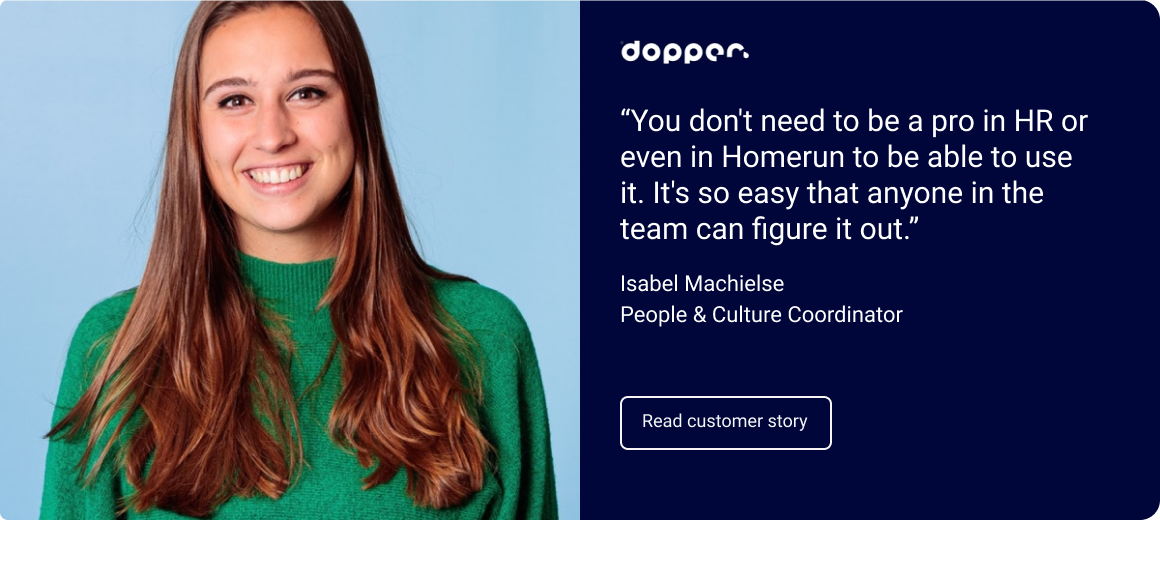 dopper.
“You don't need to be a pro in HR or
even in Homerun to be able to use
it. It's so easy that anyone in the
team can figure it out.”
Isabel Machielse
People & Culture Coordinator
Read customer story